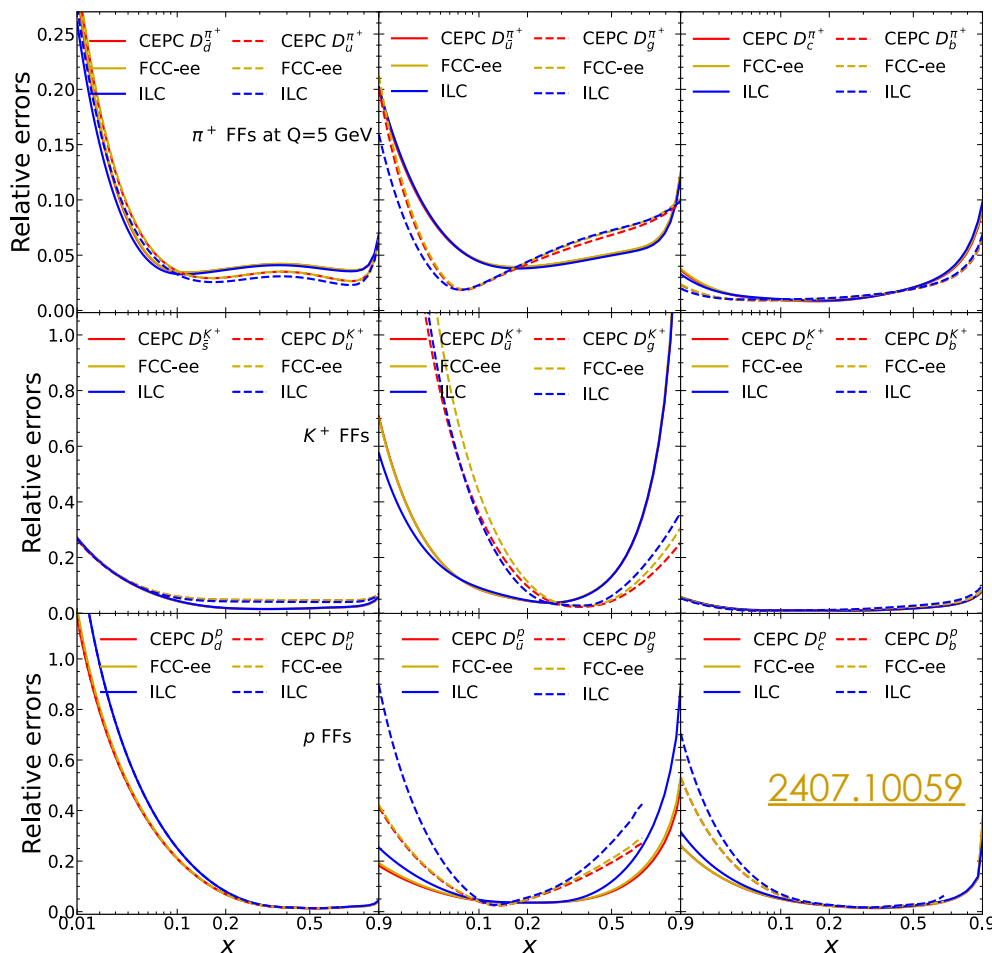 0.25
0.20
0.15
0.10
0.05
0.00
Relative errors
CEPC $D_d^{\pi^+}$ CEPC $D_u^{\pi^+}$
FCC-ee FCC-ee
ILC ILC
π⁺ FFs at Q=5 GeV
CEPC $D_{\bar{u}}^{\pi^+}$ CEPC $D_g^{\pi^+}$
FCC-ee FCC-ee
ILC ILC
CEPC $D_c^{\pi^+}$ CEPC $D_b^{\pi^+}$
FCC-ee FCC-ee
ILC ILC
1.0
0.8
0.6
0.4
0.2
0.0
Relative errors
CEPC $D_s^{K^+}$ CEPC $D_u^{K^+}$
FCC-ee FCC-ee
ILC ILC
K⁺ FFs
CEPC $D_{\bar{u}}^{K^+}$ CEPC $D_g^{K^+}$
FCC-ee FCC-ee
ILC ILC
CEPC $D_c^{K^+}$ CEPC $D_b^{K^+}$
FCC-ee FCC-ee
ILC ILC
1.0
0.8
0.6
0.4
0.2
0.0
Relative errors
CEPC $D_d^p$ CEPC $D_u^p$
FCC-ee FCC-ee
ILC ILC
p FFs
CEPC $D_{\bar{u}}^p$ CEPC $D_g^p$
FCC-ee FCC-ee
ILC ILC
CEPC $D_c^p$ CEPC $D_b^p$
FCC-ee FCC-ee
ILC ILC
2407.10059
0.01 0.1 0.2 0.5 0.9 0.1 0.2 0.5 0.9 0.1 0.2 0.5 0.9
x x x